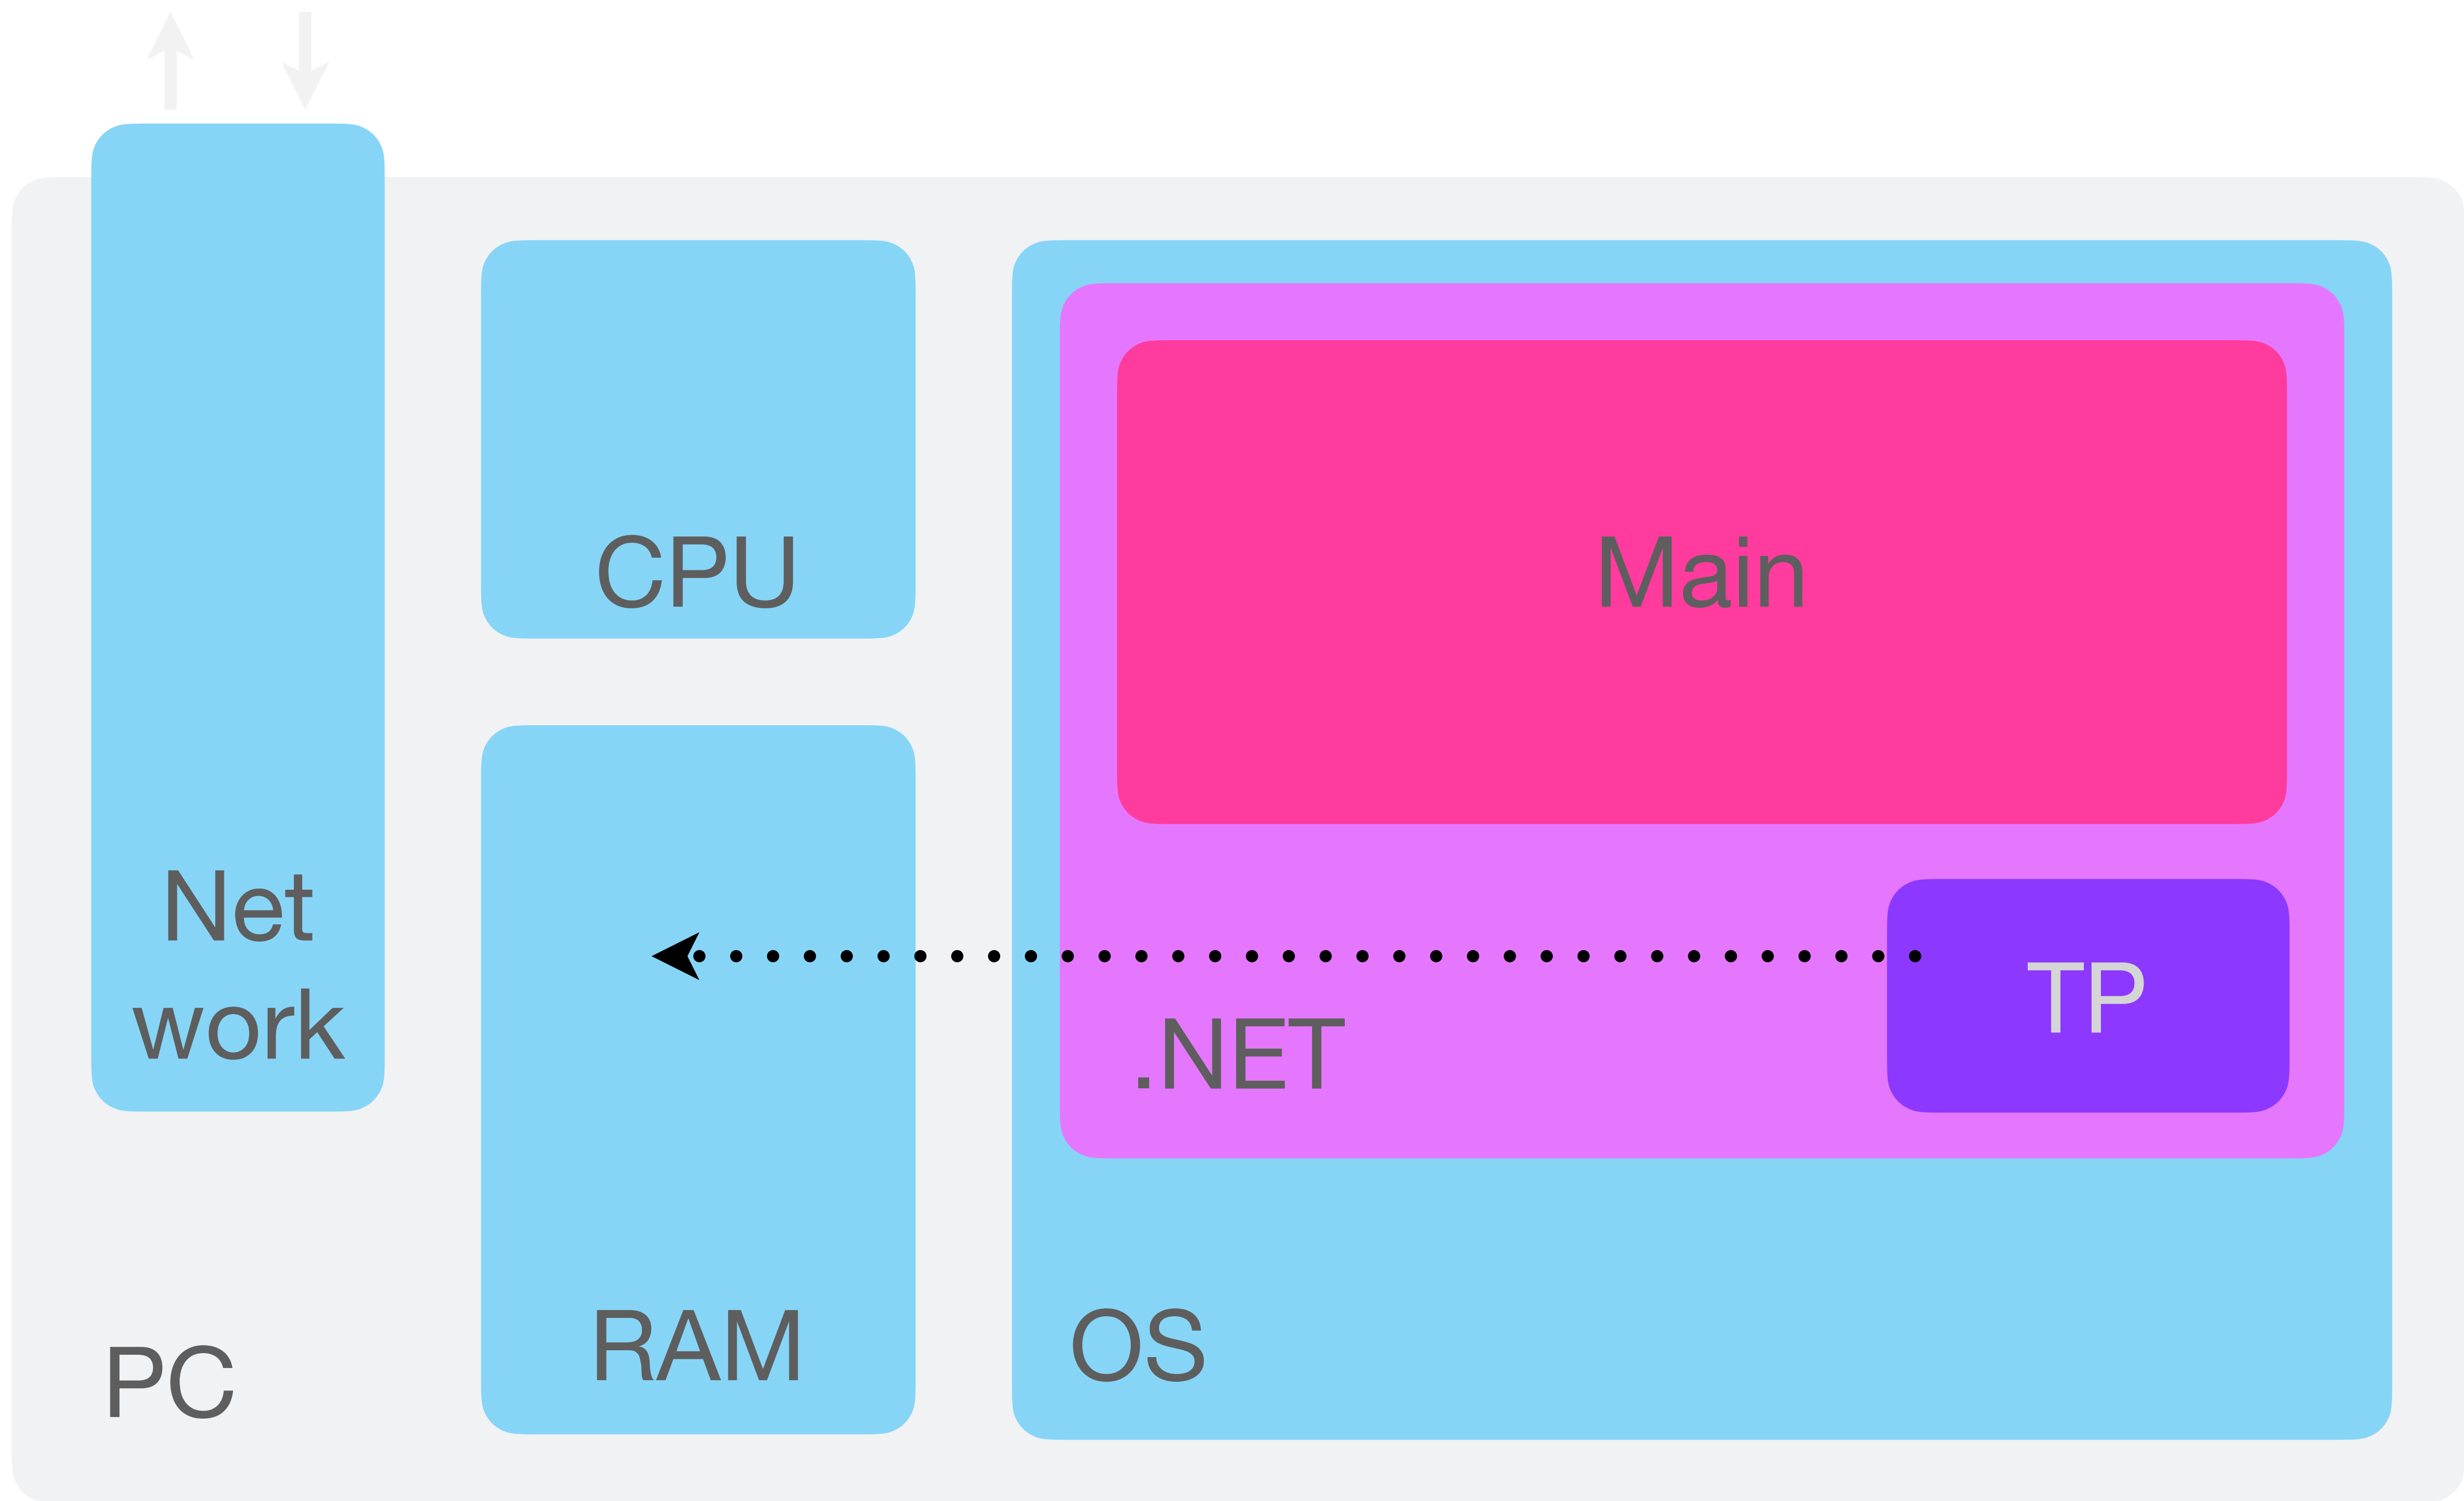 CPU
Main
Net
work
TP
.NET
RAM
OS
PC